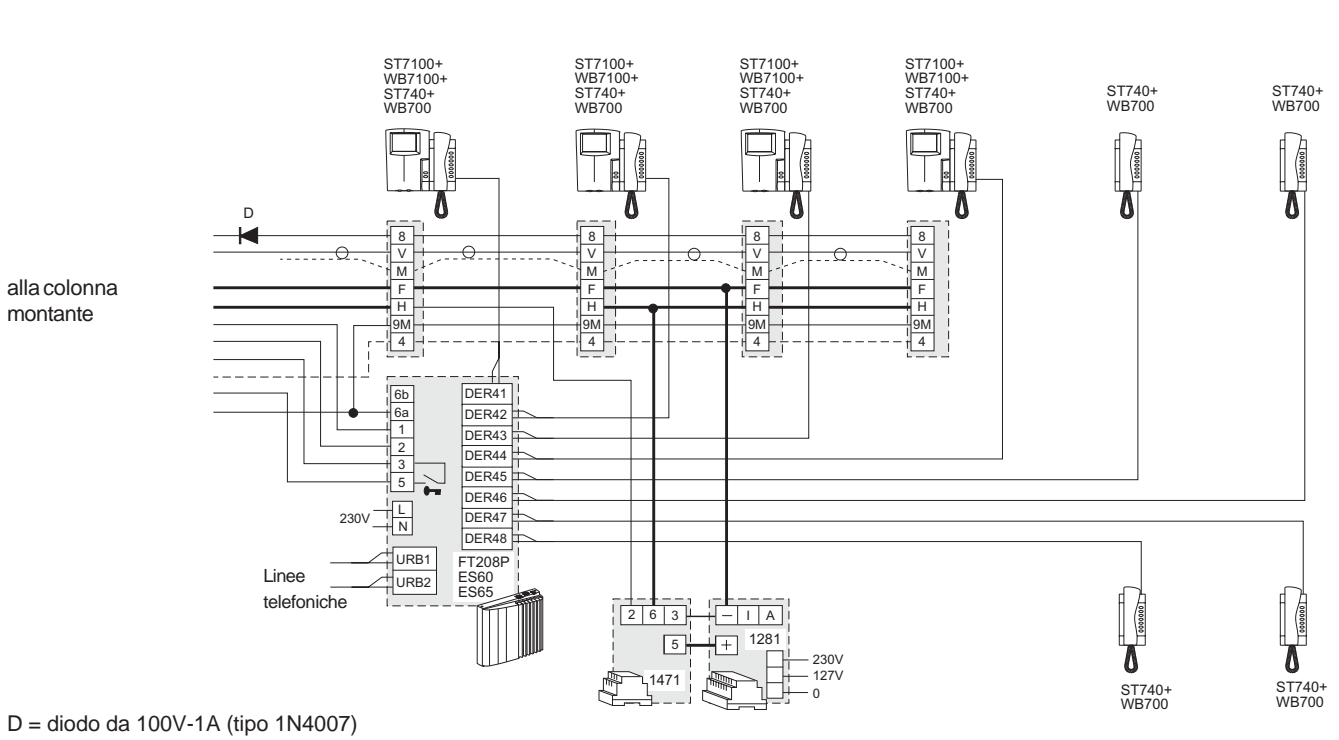 ST7100+
WB7100+
ST740+
WB700
ST7100+
WB7100+
ST740+
WB700
ST7100+
WB7100+
ST740+
WB700
ST7100+
WB7100+
ST740+
WB700
ST740+
WB700
ST740+
WB700
D
8
V
M
F
H
9M
4
8
V
M
F
H
9M
4
8
V
M
F
H
9M
4
8
V
M
F
H
9M
4
alla colonna
montante
6b
6a
1
2
3
5
L
N
230V
URB1
URB2
Linee
telefoniche
DER41
DER42
DER43
DER44
DER45
DER46
DER47
DER48
FT208P
ES60
ES65
2 6 3
5
1471
– I A
+
1281
230V
127V
0
ST740+
WB700
ST740+
WB700
D = diodo da 100V-1A (tipo 1N4007)